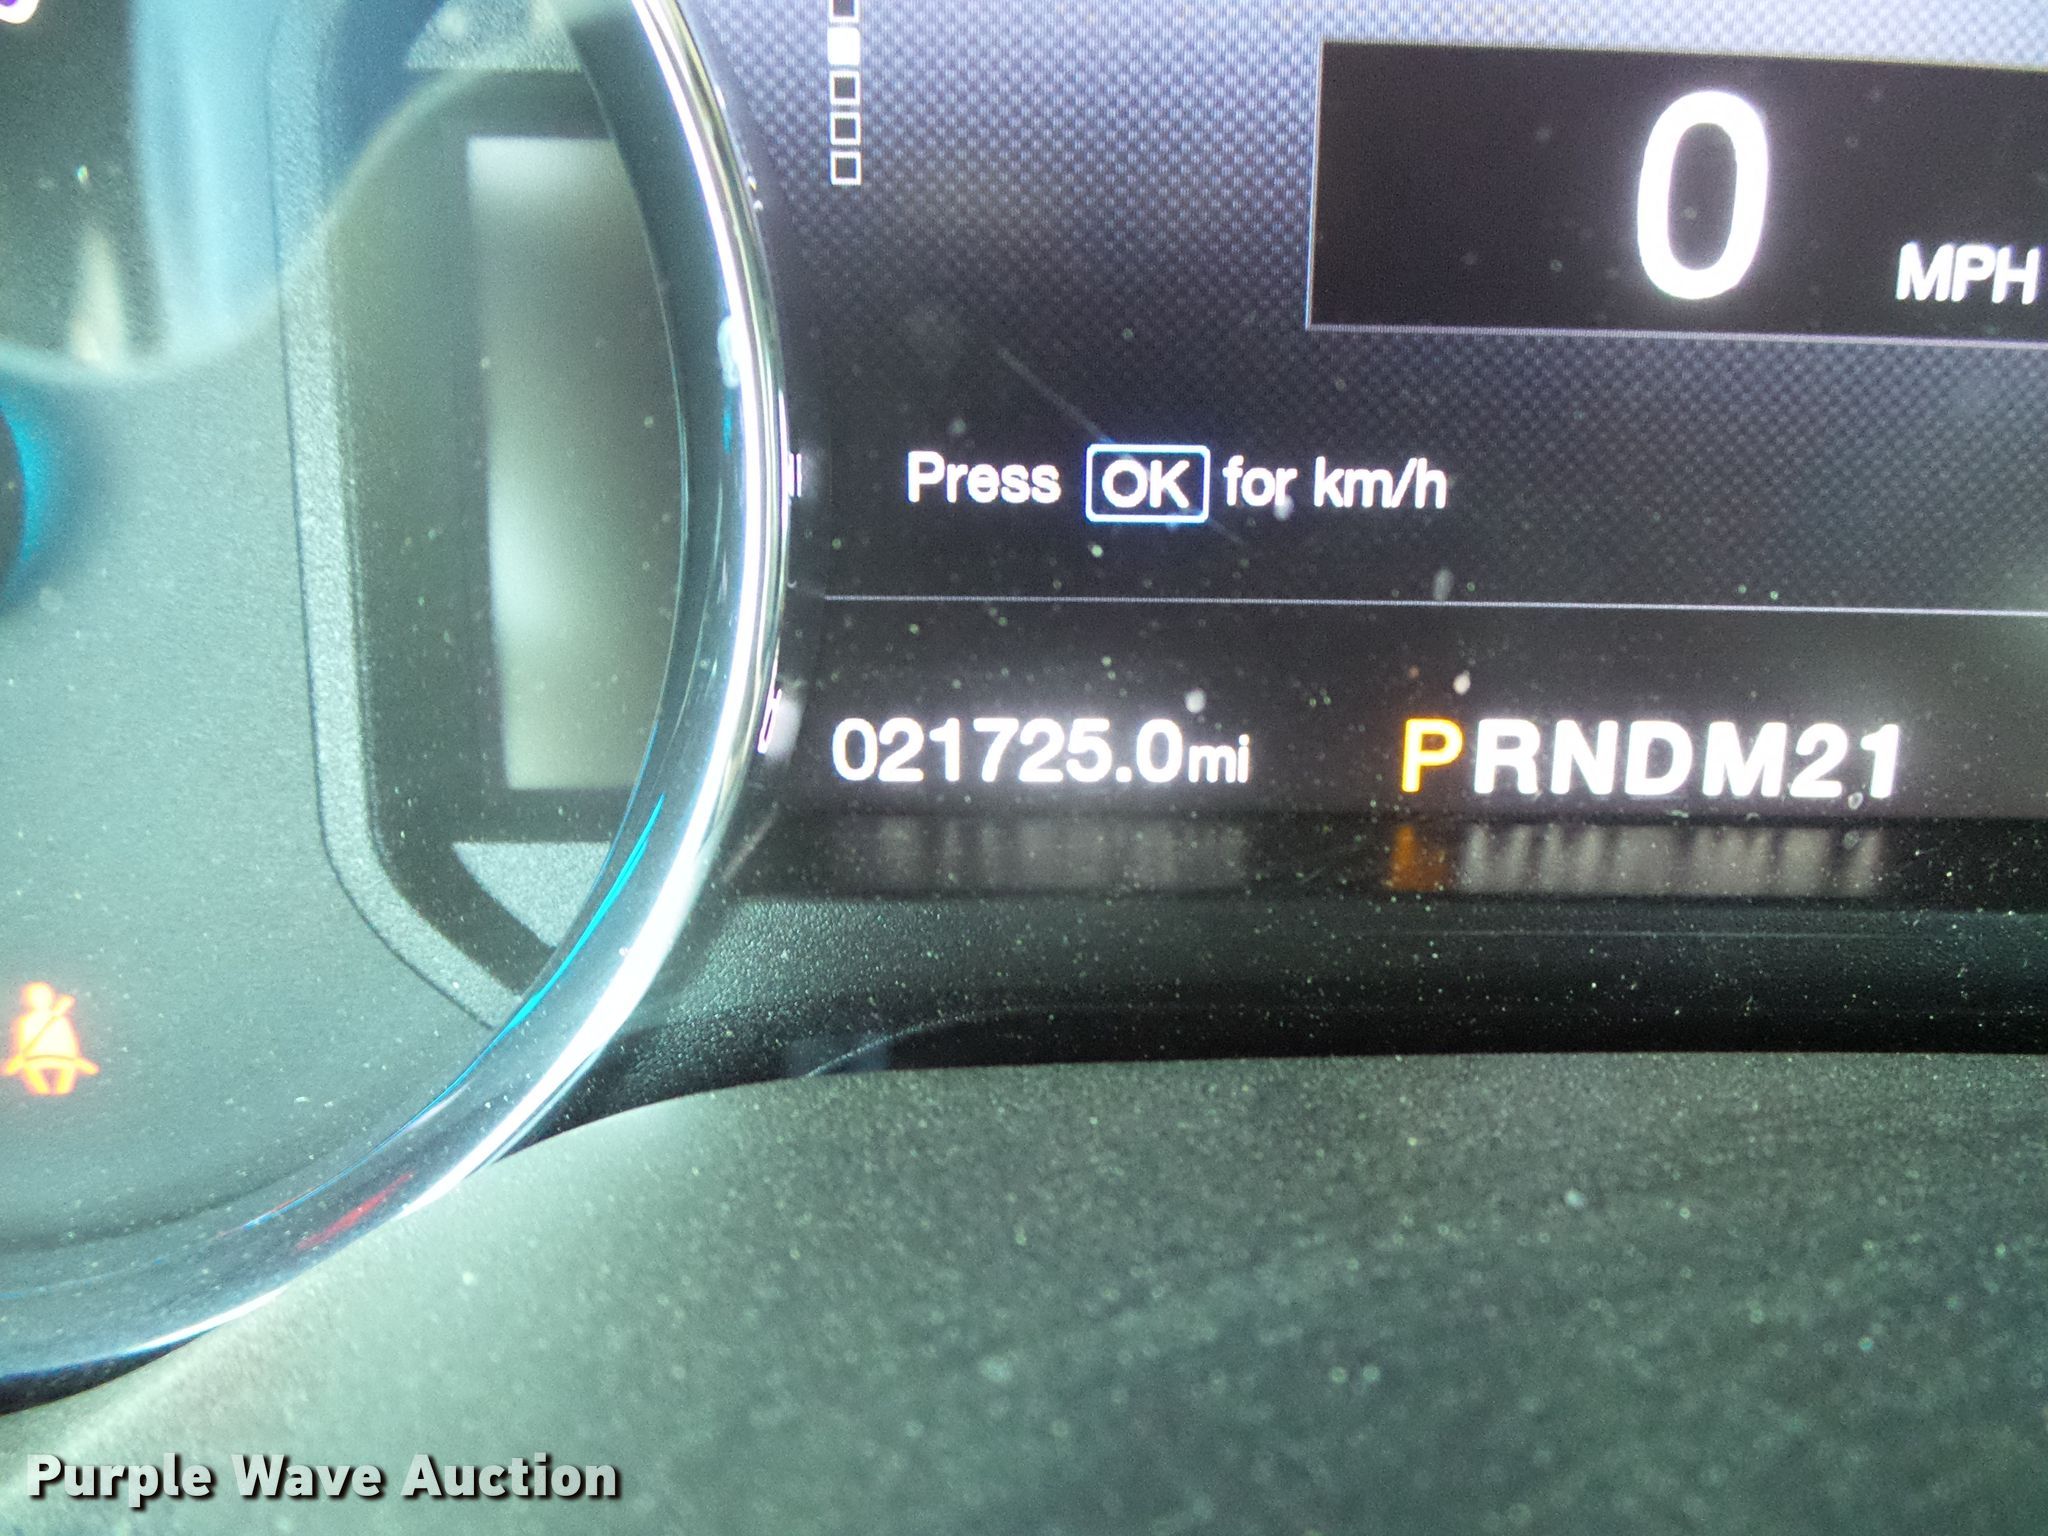 0
MPH
Press OK for km/h
021725.0mi
PRNDM21
Purple Wave Auction